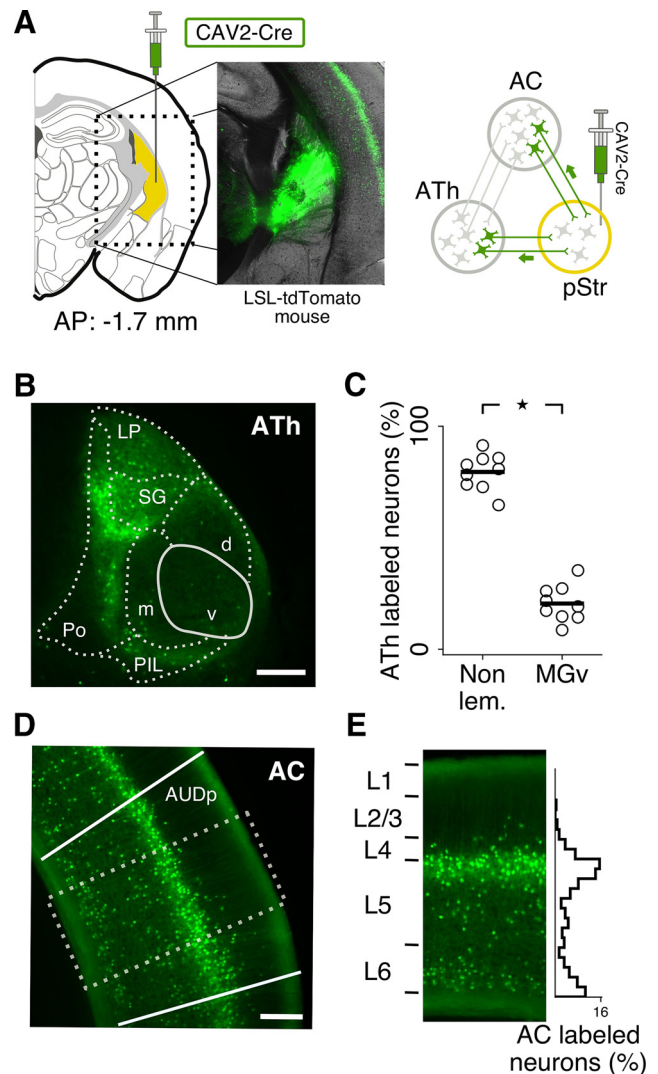 A
CAV2-Cre
AP: -1.7 mm
LSL-tdTomato
mouse
AC
ATh
pStr
CAV2-Cre
B
LP
ATh
SG
d
m
v
Po
PIL
C
ATh labeled neurons (%)
100
0
Non
lem.
MGv
D
AC
AUDp
E
L1
L2/3
L4
L5
L6
16
AC labeled
neurons (%)